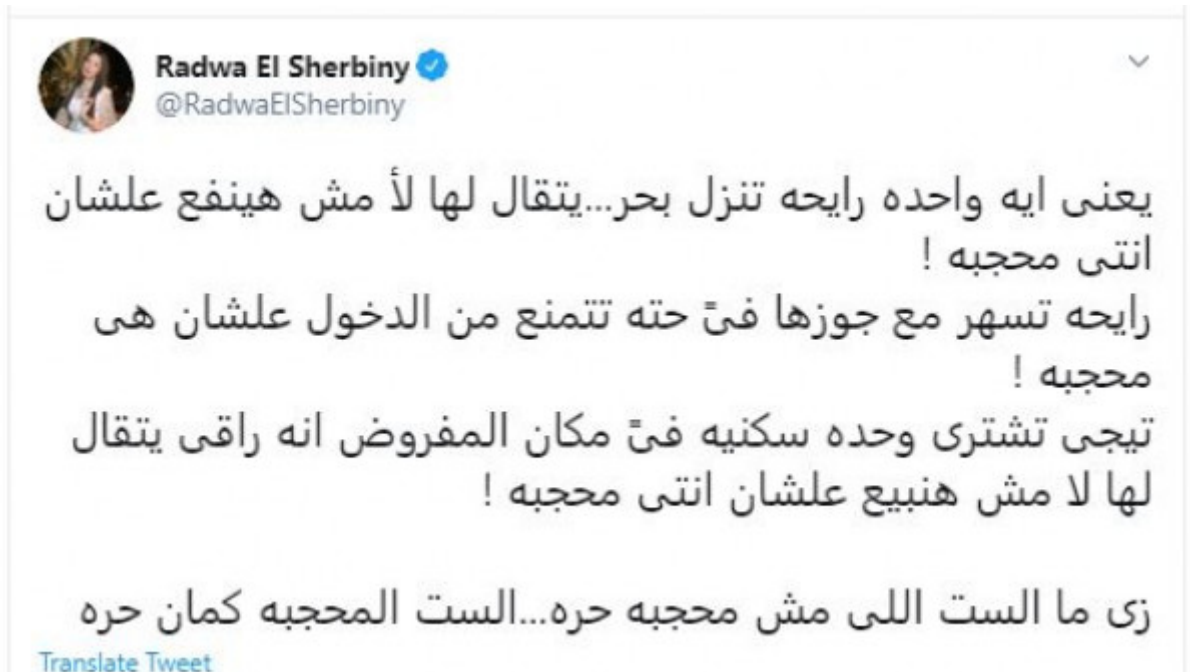 Radwa El Sherbiny
@RadwaElSherbiny
يعنى ايه واحده رايحه تنزل بحر...يتقال لها لأ مش هينفع علشان
انتى محجبه !
رايحه تسهر مع جوزها فىً حته تتمنع من الدخول علشان هى
محجبه !
تيجى تشترى وحده سكنيه فىً مكان المفروض انه راقى يتقال
لها لا مش هنبيع علشان انتى محجبه !
زى ما الست اللى مش محجبه حره...الست المحجبه كمان حره
Translate Tweet